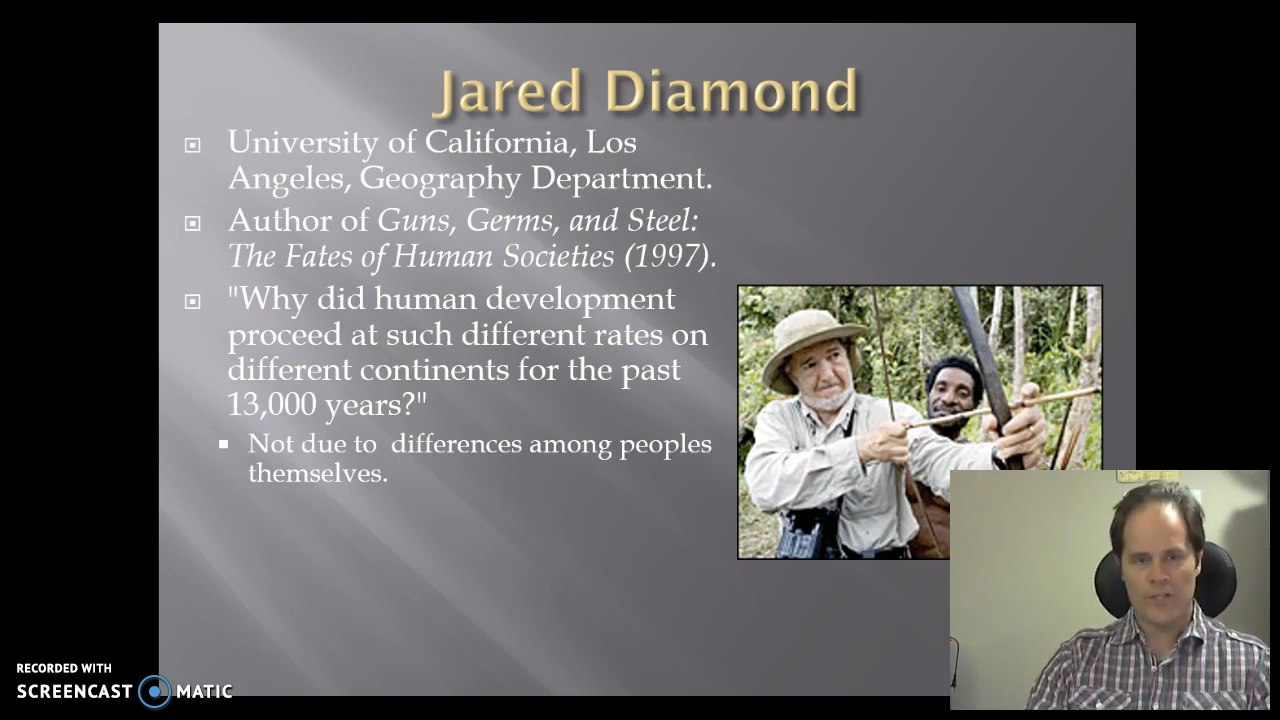 Jared Diamond
University of California, Los
Angeles, Geography Department.
Author of Guns, Germs, and Steel:
The Fates of Human Societies (1997).
"Why did human development
proceed at such different rates on
different continents for the past
13,000 years?"
Not due to differences among peoples
themselves.
RECORDED WITH
SCREENCAST MATIC